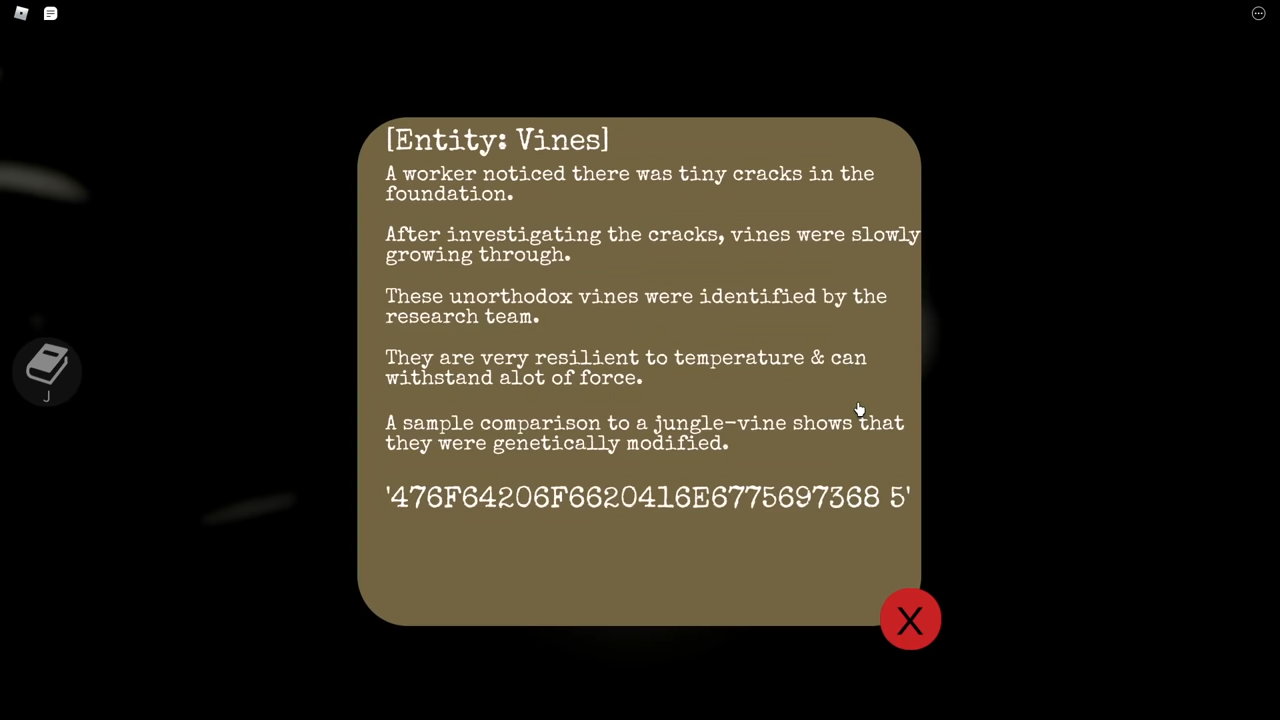 [Entity: Vines]
A worker noticed there was tiny cracks in the
foundation.
After investigating the cracks, vines were slowly
growing through.
These unorthodox vines were identified by the
research team.
They are very resilient to temperature & can
withstand alot of force.
A sample comparison to a jungle-vine shows that
they were genetically modified.
'476F64206F6620416E6775697368 5'
J
X